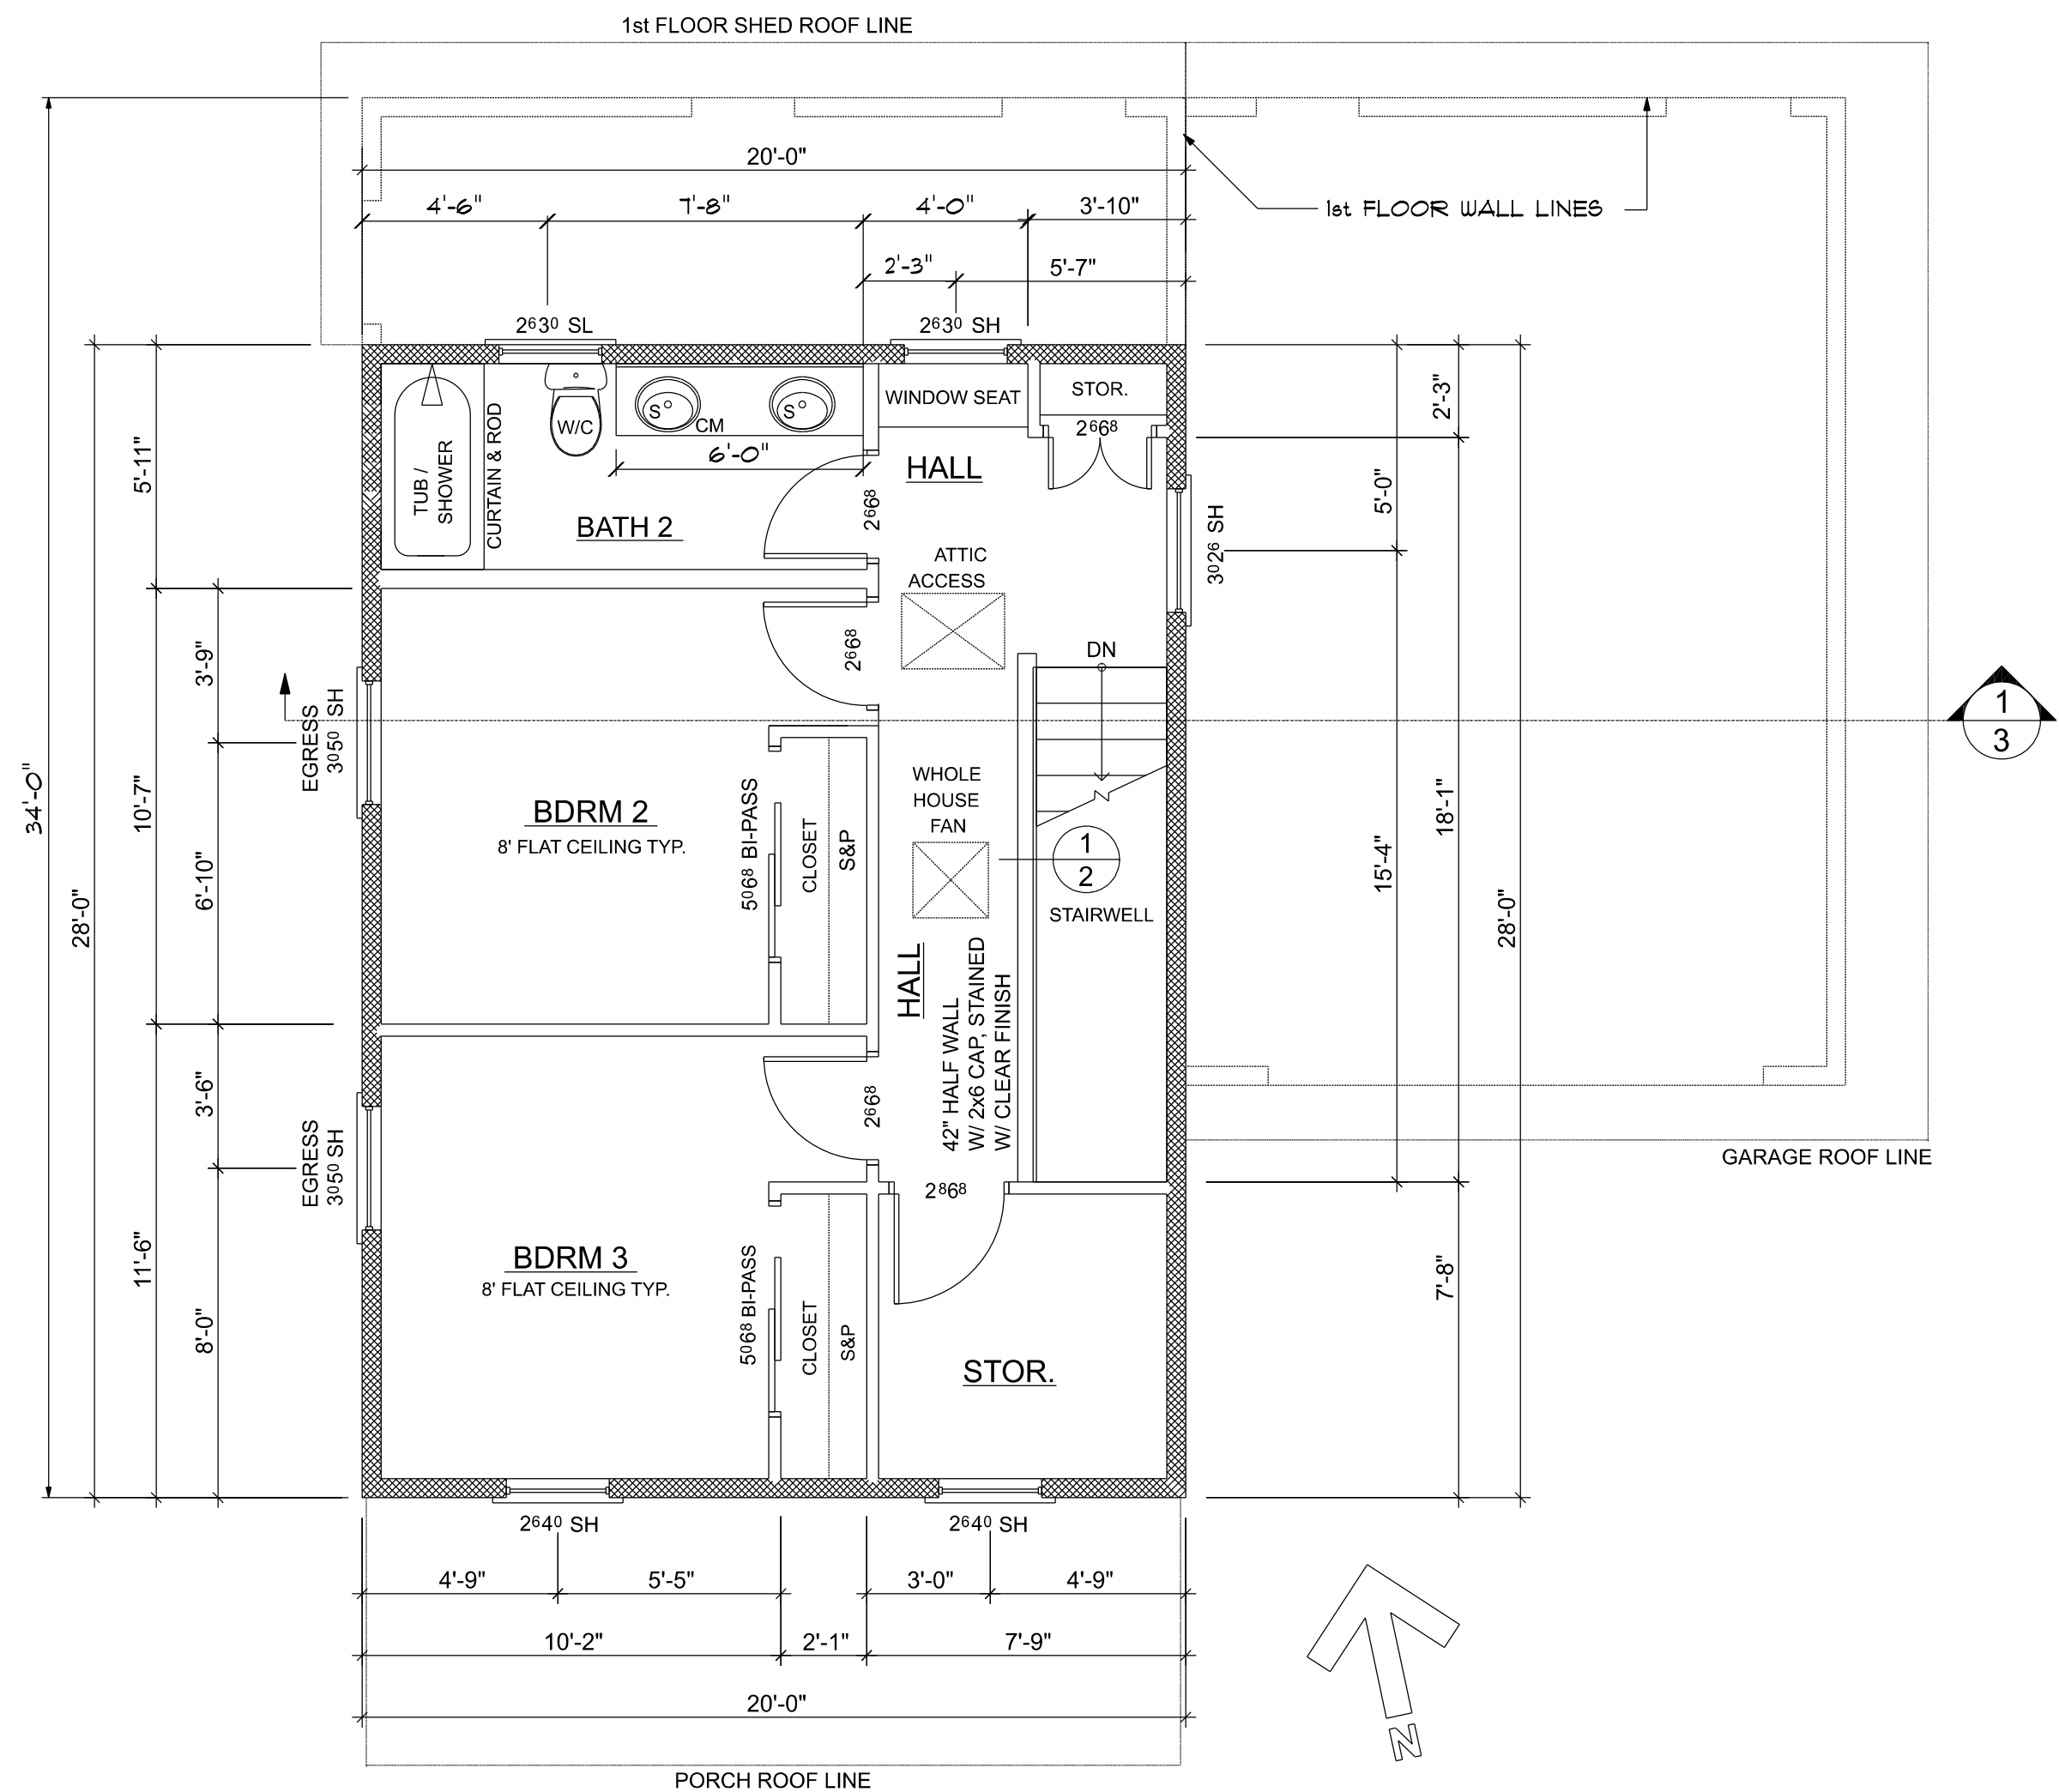 1st FLOOR SHED ROOF LINE
20'-0"
4'-6" 7'-8" 4'-0" 3'-10"
1st FLOOR WALL LINES
2'-3" 5'-7"
2630 SL 2630 SH
WINDOW SEAT
STOR.
2668
W/C
S
S
CM
6'-0"
TUB /
SHOWER
CURTAIN & ROD
BATH 2
HALL
2668
ATTIC
ACCESS
2668
3026 SH
DN
5'-11"
3'-9"
10'-7"
6'-10"
28'-0"
34'-0"
3'-6"
11'-6"
8'-0"
EGRESS
3050 SH
EGRESS
3050 SH
BDRM 2
8' FLAT CEILING TYP.
5068 BI-PASS
CLOSET
S&P
WHOLE
HOUSE
FAN
1
2
STAIRWELL
HALL
42" HALF WALL
W/ 2x6 CAP, STAINED
W/ CLEAR FINISH
2668
2868
BDRM 3
8' FLAT CEILING TYP.
5068 BI-PASS
CLOSET
S&P
STOR.
2'-3"
5'-0"
18'-1"
15'-4"
28'-0"
7'-8"
1
3
GARAGE ROOF LINE
2640 SH 2640 SH
4'-9" 5'-5" 3'-0" 4'-9"
10'-2" 2'-1" 7'-9"
20'-0"
N
PORCH ROOF LINE